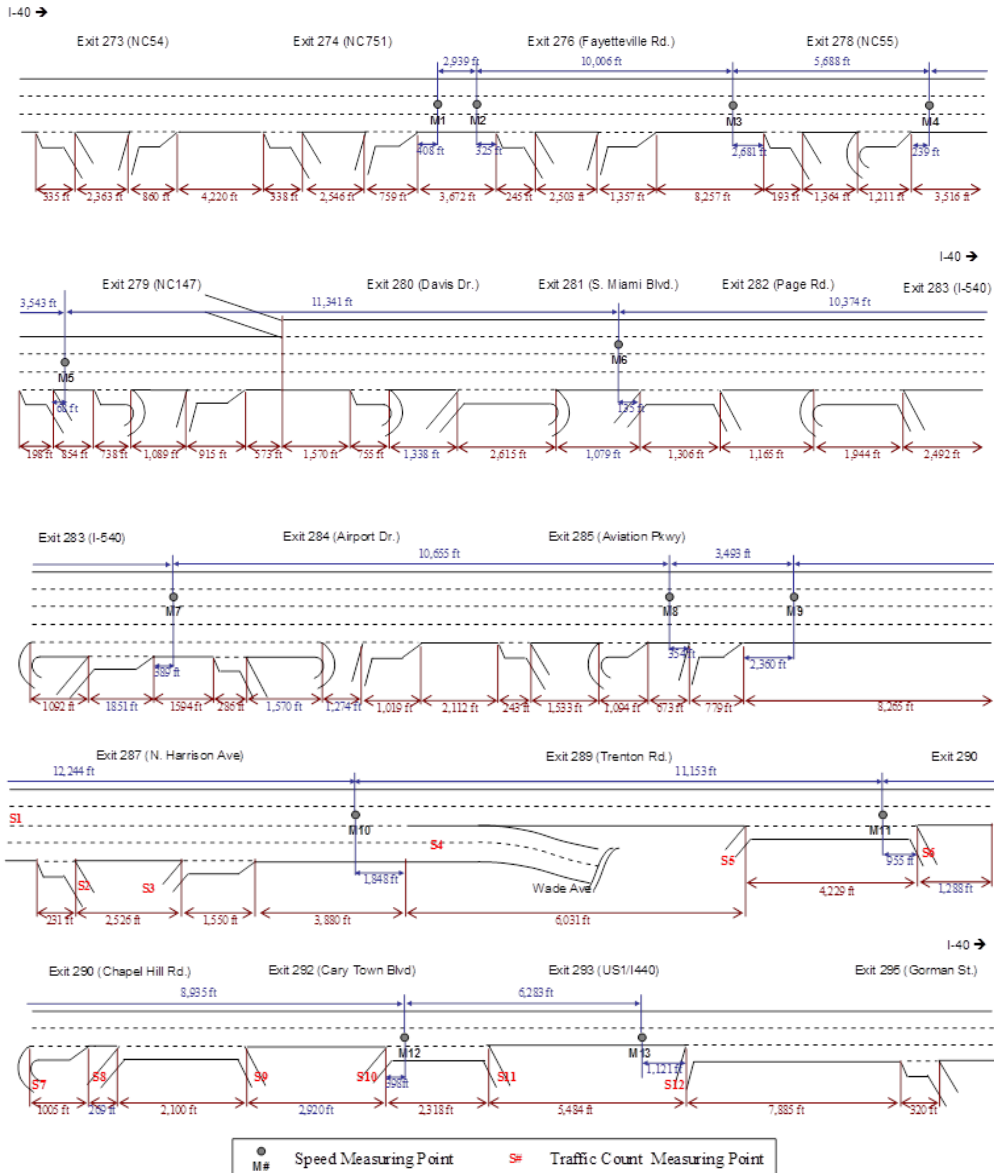 I-40 ➔
Exit 273 (NC54) Exit 274 (NC751) Exit 276 (Fayetteville Rd.) Exit 278 (NC55)
2,939 ft 10,006 ft 5,688 ft
M1 M2 M3 M4
408 ft 325 ft 2,681 ft 239 ft
335 ft 2,363 ft 860 ft 4,220 ft 338 ft 2,546 ft 759 ft 3,672 ft 245 ft 2,503 ft 1,357 ft 8,257 ft 193 ft 1,364 ft 1,211 ft 3,516 ft
I-40 ➔
Exit 279 (NC147) Exit 280 (Davis Dr.) Exit 281 (S. Miami Blvd.) Exit 282 (Page Rd.) Exit 283 (I-540)
3,543 ft 11,341 ft 10,374 ft
M5 M6
68 ft 135 ft
198 ft 854 ft 738 ft 1,089 ft 915 ft 573 ft 1,570 ft 755 ft 1,338 ft 2,615 ft 1,079 ft 1,306 ft 1,165 ft 1,944 ft 2,492 ft
Exit 283 (I-540) Exit 284 (Airport Dr.) Exit 285 (Aviation Pkwy)
10,655 ft 3,493 ft
M7 M8 M9
389 ft 354 ft 2,360 ft
1092 ft 1851 ft 1594 ft 286 ft 1,570 ft 1,274 ft 1,019 ft 2,112 ft 243 ft 1,533 ft 1,094 ft 673 ft 779 ft 8,265 ft
Exit 287 (N. Harrison Ave) Exit 289 (Trenton Rd.) Exit 290
12,244 ft 11,153 ft
S1 M10 S4 M11
S2 S3 1,848 ft Wade Ave S5 955 ft S6
231 ft 2,526 ft 1,550 ft 3,880 ft 6,031 ft 4,229 ft 1,288 ft
I-40 ➔
Exit 290 (Chapel Hill Rd.) Exit 292 (Cary Town Blvd) Exit 293 (US1/I440) Exit 295 (Gorman St.)
8,935 ft 6,283 ft
M12 M13
S7 S8 S9 S10 398ft S11 1,121 ft S12
1005 ft 269 ft 2,100 ft 2,920 ft 2,318 ft 5,484 ft 7,885 ft 320 ft
M# Speed Measuring Point S# Traffic Count Measuring Point